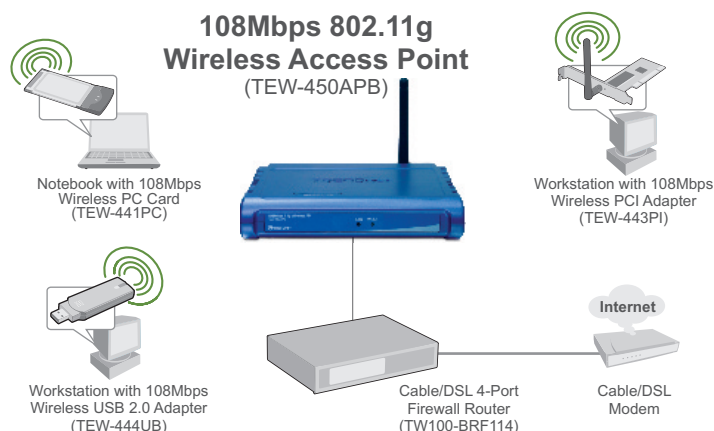 108Mbps 802.11g
Wireless Access Point
(TEW-450APB)
Notebook with 108Mbps
Wireless PC Card
(TEW-441PC)
Workstation with 108Mbps
Wireless PCI Adapter
(TEW-443PI)
Workstation with 108Mbps
Wireless USB 2.0 Adapter
(TEW-444UB)
Cable/DSL 4-Port
Firewall Router
(TW100-BRF114)
Internet
Cable/DSL
Modem